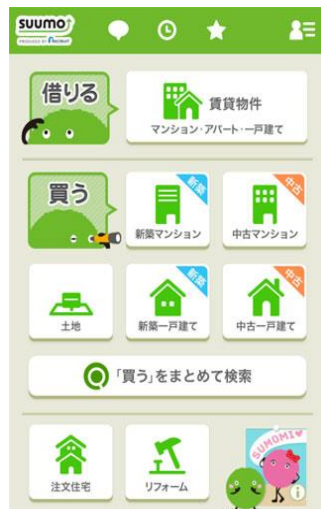 SUUMO
PRODUCED BY RECRUIT
借りる
賃貸物件
マンション・アパート・一戸建て
買う
新築
新築マンション
中古
中古マンション
土地
新築
新築一戸建て
中古
中古一戸建て
「買う」をまとめて検索
注文住宅
リフォーム
SUMOMI